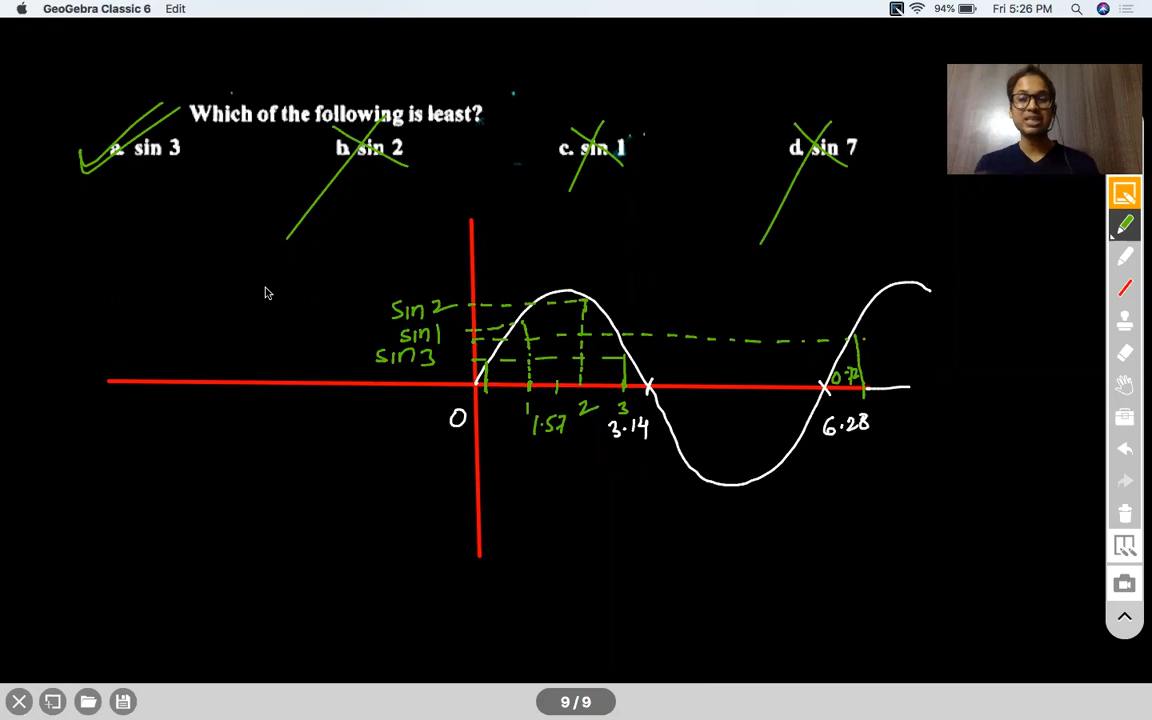 GeoGebra Classic 6 Edit 94% Fri 5:26 PM
Which of the following is least?
a. sin 3 b. sin 2 c. sin 1 d. sin 7
sin 2
sin 1
sin 3
0.72
0 1 2 3
1.57 3.14 6.28
9 / 9